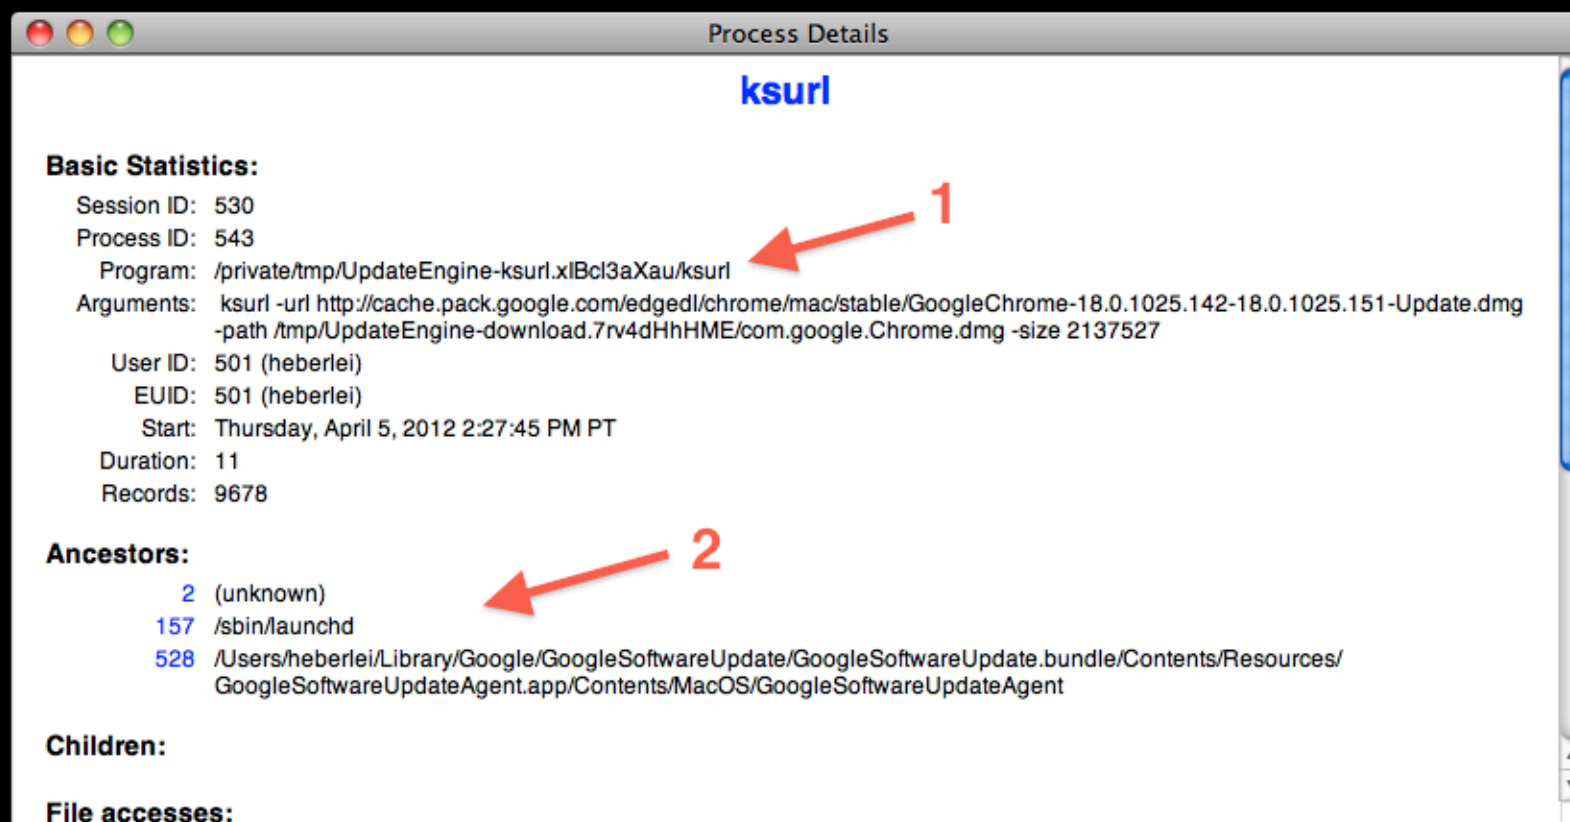 Process Details
ksurl
Basic Statistics:
1
Session ID: 530
Process ID: 543
Program: /private/tmp/UpdateEngine-ksurl.xIBcI3aXau/ksurl
Arguments: ksurl -url http://cache.pack.google.com/edgedl/chrome/mac/stable/GoogleChrome-18.0.1025.142-18.0.1025.151-Update.dmg
-path /tmp/UpdateEngine-download.7rv4dHhHME/com.google.Chrome.dmg -size 2137527
User ID: 501 (heberlei)
EUID: 501 (heberlei)
Start: Thursday, April 5, 2012 2:27:45 PM PT
Duration: 11
Records: 9678
2
Ancestors:
2 (unknown)
157 /sbin/launchd
528 /Users/heberlei/Library/Google/GoogleSoftwareUpdate/GoogleSoftwareUpdate.bundle/Contents/Resources/
GoogleSoftwareUpdateAgent.app/Contents/MacOS/GoogleSoftwareUpdateAgent
Children:
File accesses: